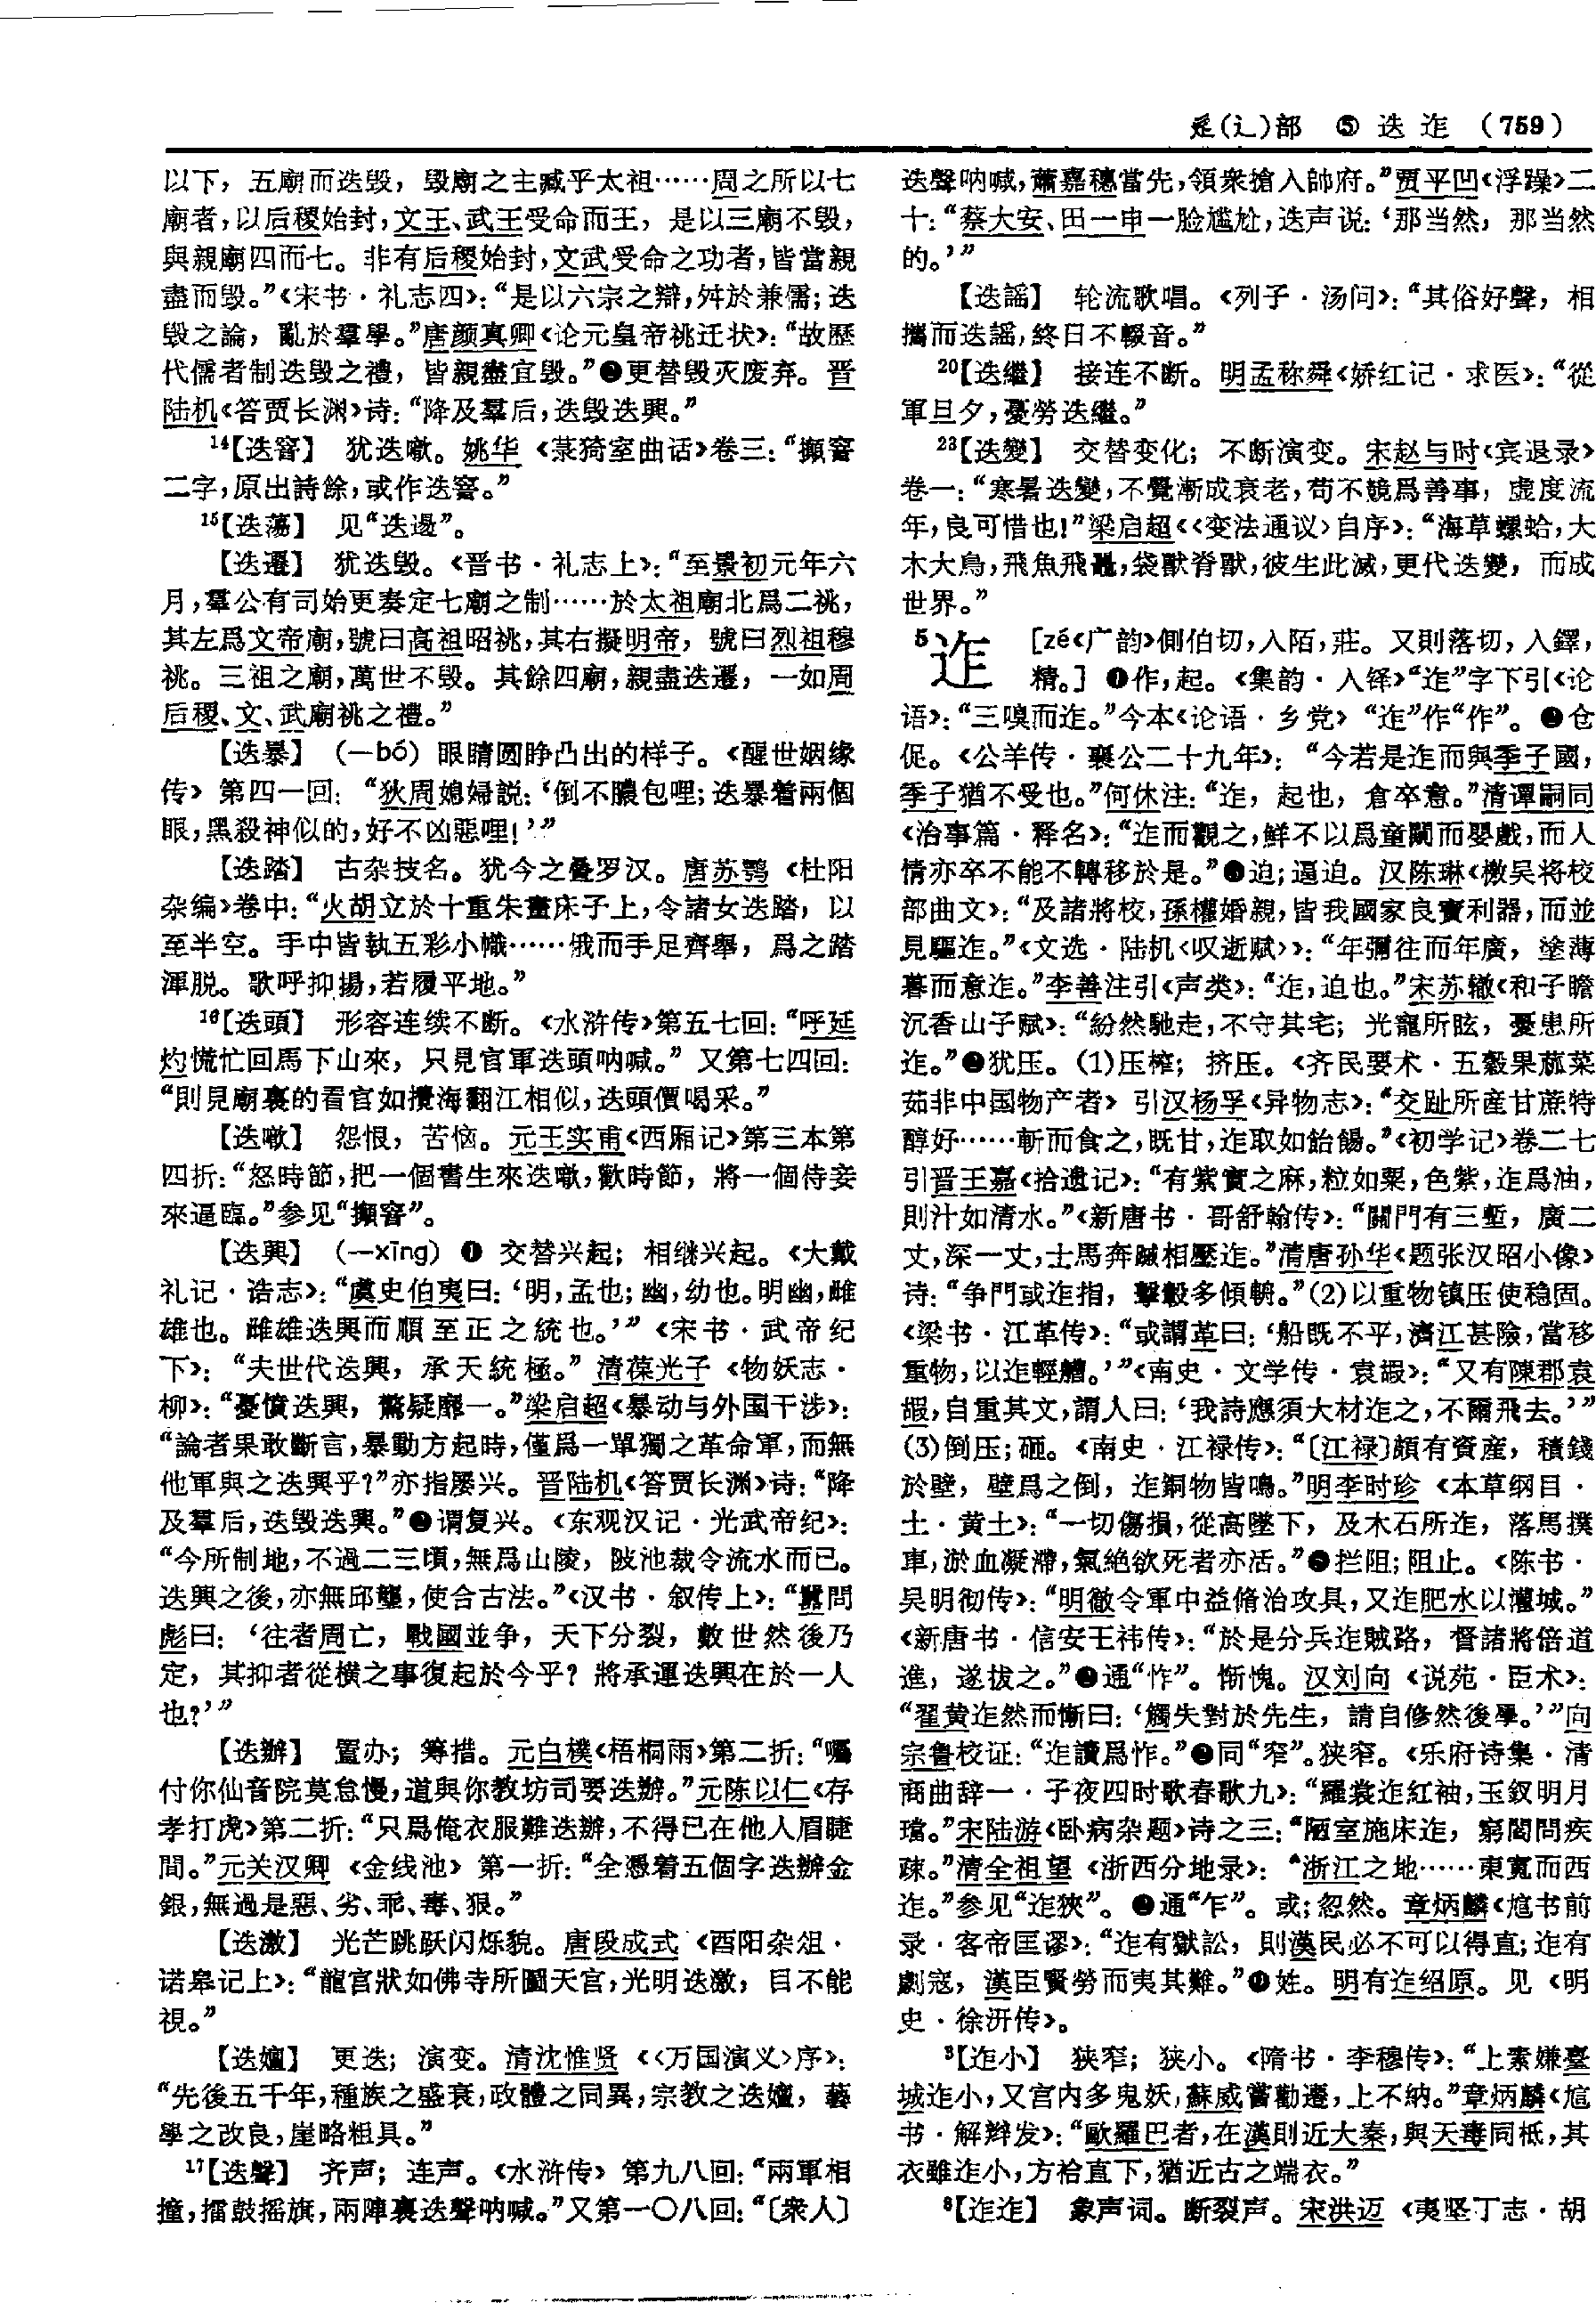 辵(辶)部 ⑤ 迭 迮 (759)
以下，五廟而迭毁，毁廟之主臧乎太祖……周之所以七
廟者，以后稷始封，文王、武王受命而王，是以三廟不毁，
與親廟四而七。非有后稷始封，文武受命之功者，皆當親
盡而毁。”《宋书·礼志四》：“是以六宗之辯，舛於兼儒；迭
毁之論，亂於羣學。”唐颜真卿《论元皇帝祧迁状》：“故歷
代儒者制迭毁之禮，皆親盡宜毁。”❷更替毁灭废弃。晋
陆机《答贾长渊》诗：“降及羣后，迭毁迭興。”
14【迭窨】 犹迭噷。姚华《菉猗室曲话》卷三：“攧窨
二字，原出詩餘，或作迭窨。”
15【迭蕩】 见“迭逿”。
【迭遷】 犹迭毁。《晋书·礼志上》：“至景初元年六
月，羣公有司始更奏定七廟之制……於太祖廟北爲二祧，
其左爲文帝廟，號曰高祖昭祧，其右擬明帝，號曰烈祖穆
祧。三祖之廟，萬世不毁。其餘四廟，親盡迭遷，一如周
后稷、文、武廟祧之禮。”
【迭暴】 (—bó) 眼睛圆睁凸出的样子。《醒世姻缘
传》第四一回：“狄周媳婦説：‘倒不膿包哩；迭暴着兩個
眼，黑殺神似的，好不凶惡哩！’”
【迭踏】 古杂技名。犹今之叠罗汉。唐苏鹗《杜阳
杂编》卷中：“火胡立於十重朱畫床子上，令諸女迭踏，以
至半空。手中皆執五彩小幟……俄而手足齊舉，爲之踏
渾脱。歌呼抑揚，若履平地。”
16【迭頭】 形容连续不断。《水浒传》第五七回：“呼延
灼慌忙回馬下山來，只見官軍迭頭呐喊。”又第七四回：
“則見廟裏的看官如攪海翻江相似，迭頭價喝采。”
【迭噷】 怨恨，苦恼。元王实甫《西厢记》第三本第
四折：“怒時節，把一個書生來迭噷，歡時節，將一個侍妾
來逼臨。”参见“攧窨”。
【迭興】 (—xīng) ❶ 交替兴起；相继兴起。《大戴
礼记·诰志》：“虞史伯夷曰：‘明，孟也；幽，幼也。明幽，雌
雄也。雌雄迭興而順至正之統也。’”《宋书·武帝纪
下》：“夫世代迭興，承天統極。”清葆光子《物妖志·
柳》：“憂憤迭興，驚疑靡一。”梁启超《暴动与外国干涉》：
“論者果敢斷言，暴動方起時，僅爲一單獨之革命軍，而無
他軍與之迭興乎？”亦指屡兴。晋陆机《答贾长渊》诗：“降
及羣后，迭毁迭興。”❷谓复兴。《东观汉记·光武帝纪》：
“今所制地，不過二三頃，無爲山陵，陂池裁令流水而已。
迭興之後，亦無邱壟，使合古法。”《汉书·叙传上》：“囂問
彪曰：‘往者周亡，戰國並争，天下分裂，數世然後乃
定，其抑者從横之事復起於今乎？將承運迭興在於一人
也？’”
【迭辦】 置办；筹措。元白樸《梧桐雨》第二折：“囑
付你仙音院莫怠慢，道與你教坊司要迭辦。”元陈以仁《存
孝打虎》第二折：“只爲俺衣服難迭辦，不得已在他人眉睫
間。”元关汉卿《金线池》第一折：“全憑着五個字迭辦金
銀，無過是惡、劣、乖、毒、狠。”
【迭激】 光芒跳跃闪烁貌。唐段成式《酉阳杂俎·
诺皋记上》：“龍宫狀如佛寺所圖天宫，光明迭激，目不能
視。”
【迭嬗】 更迭；演变。清沈惟贤《〈万国演义〉序》：
“先後五千年，種族之盛衰，政體之同異，宗教之迭嬗，藝
學之改良，崖略粗具。”
17【迭聲】 齐声；连声。《水浒传》第九八回：“兩軍相
撞，擂鼓摇旗，兩陣裏迭聲呐喊。”又第一〇八回：“〔衆人〕
迭聲呐喊，蕭嘉穗當先，領衆搶入帥府。”贾平凹《浮躁》二
十：“蔡大安、田一申一脸尴尬，迭声说：‘那当然，那当然
的。’”
【迭謡】 轮流歌唱。《列子·汤问》：“其俗好聲，相
攜而迭謡，終日不輟音。”
20【迭繼】 接连不断。明孟称舜《娇红记·求医》：“從
軍旦夕，憂勞迭繼。”
23【迭變】 交替变化；不断演变。宋赵与时《宾退录》
卷一：“寒暑迭變，不覺漸成衰老，苟不競爲善事，虚度流
年，良可惜也！”梁启超《〈变法通议〉自序》：“海草螺蛤，大
木大鳥，飛魚飛鼉，袋獸脊獸，彼生此滅，更代迭變，而成
世界。”
5迮 [zé《广韵》側伯切，入陌，莊。又則落切，入鐸，
精。] ❶作，起。《集韵·入铎》“迮”字下引《论
语》：“三嗅而迮。”今本《论语·乡党》“迮”作“作”。❷仓
促。《公羊传·襄公二十九年》：“今若是迮而與季子國，
季子猶不受也。”何休注：“迮，起也，倉卒意。”清谭嗣同
《治事篇·释名》：“迮而觀之，鮮不以爲童鬭而嬰戲，而人
情亦卒不能不轉移於是。”❸迫；逼迫。汉陈琳《檄吴将校
部曲文》：“及諸將校，孫權婚親，皆我國家良寶利器，而並
見驅迮。”《文选·陆机〈叹逝赋〉》：“年彌往而年廣，塗薄
暮而意迮。”李善注引《声类》：“迮，迫也。”宋苏辙《和子瞻
沉香山子赋》：“紛然馳走，不守其宅；光寵所眩，憂患所
迮。”❹犹压。(1)压榨；挤压。《齐民要术·五穀果蓏菜
茹非中国物产者》引汉杨孚《异物志》：“交趾所産甘蔗特
醇好……斬而食之，既甘，迮取如飴餳。”《初学记》卷二七
引晋王嘉《拾遗记》：“有紫實之麻，粒如粟，色紫，迮爲油，
則汁如清水。”《新唐书·哥舒翰传》：“關門有三塹，廣二
丈，深一丈，士馬奔蹴相壓迮。”清唐孙华《题张汉昭小像》
诗：“争門或迮指，擊轂多傾輈。”(2)以重物镇压使稳固。
《梁书·江革传》：“或謂革曰：‘船既不平，濟江甚險，當移
重物，以迮輕艚。’”《南史·文学传·袁嘏》：“又有陳郡袁
嘏，自重其文，謂人曰：‘我詩應須大材迮之，不爾飛去。’”
(3)倒压；砸。《南史·江禄传》：“〔江禄〕頗有資産，積錢
於壁，壁爲之倒，迮銅物皆鳴。”明李时珍《本草纲目·
土·黄土》：“一切傷損，從高墜下，及木石所迮，落馬撲
車，淤血凝滯，氣絶欲死者亦活。”❺拦阻；阻止。《陈书·
吴明彻传》：“明徹令軍中益脩治攻具，又迮肥水以灌城。”
《新唐书·信安王祎传》：“於是分兵迮賊路，督諸將倍道
進，遂拔之。”❻通“怍”。惭愧。汉刘向《说苑·臣术》：
“翟黄迮然而慚曰：‘觸失對於先生，請自修然後學。’”向
宗鲁校证：“迮讀爲怍。”❼同“窄”。狭窄。《乐府诗集·清
商曲辞一·子夜四时歌春歌九》：“羅裳迮紅袖，玉釵明月
璫。”宋陆游《卧病杂题》诗之三：“陋室施床迮，窮閻問疾
疎。”清全祖望《浙西分地录》：“浙江之地……東寬而西
迮。”参见“迮狹”。❽通“乍”。或；忽然。章炳麟《訄书前
录·客帝匡谬》：“迮有獄訟，則漢民必不可以得直；迮有
劇寇，漢臣賢勞而夷其難。”❾姓。明有迮绍原。见《明
史·徐汧传》。
3【迮小】 狭窄；狭小。《隋书·李穆传》：“上素嫌臺
城迮小，又宫内多鬼妖，蘇威嘗勸遷，上不納。”章炳麟《訄
书·解辫发》：“歐羅巴者，在漢則近大秦，與天毒同柢，其
衣雖迮小，方袷直下，猶近古之端衣。”
8【迮迮】 象声词。断裂声。宋洪迈《夷坚丁志·胡